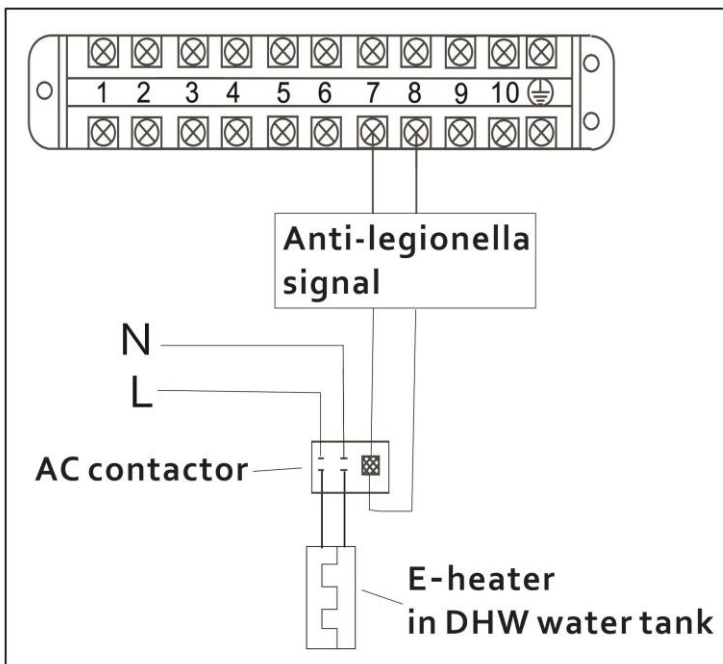 1 2 3 4 5 6 7 8 9 10
Anti-legionella
signal
N
L
AC contactor
E-heater
in DHW water tank